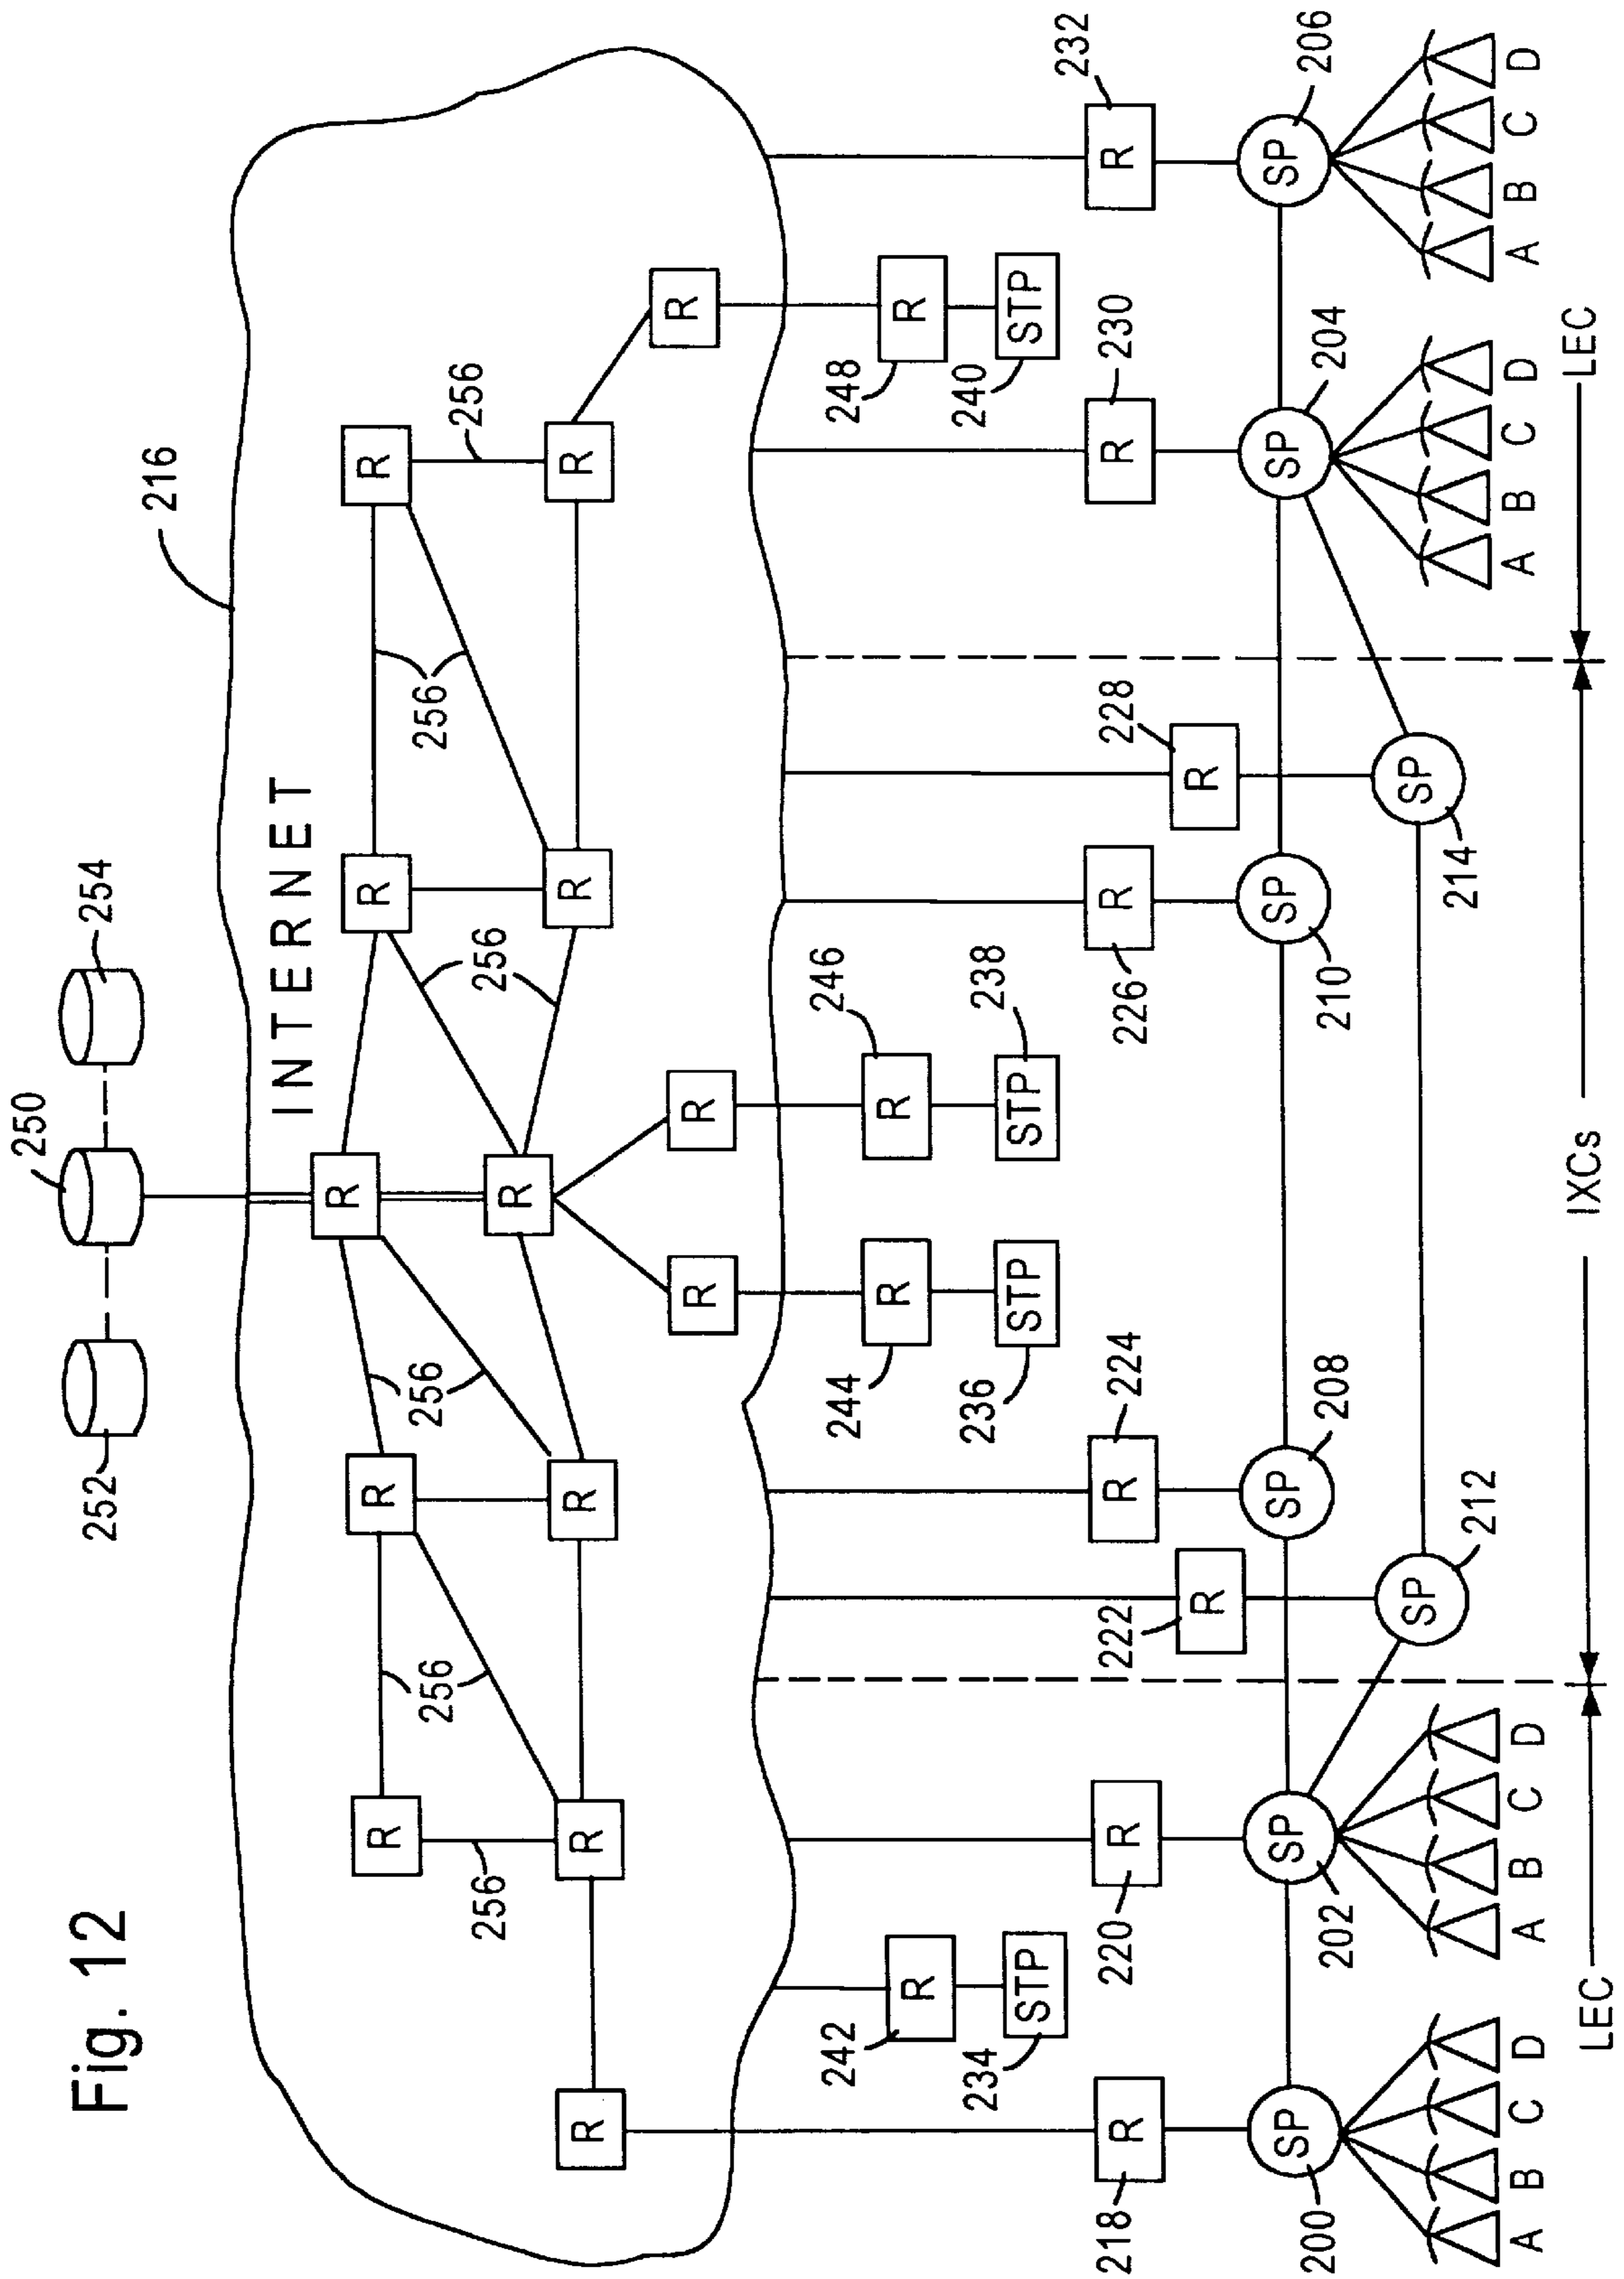 Fig. 12
250
252
254
216
INTERNET
R
R R R R
256 256 256 256
256 256
R
R R R R R
R R R
242 244 246 248
R R R R
234 236 238 240
STP STP STP STP
218 220 222 224 226 228 230 232
R R R R R R R R
SP SP SP SP SP SP
200 202 208 210 204 206
SP SP
212 214
A B C D A B C D A B C D A B C D
LEC IXCs LEC